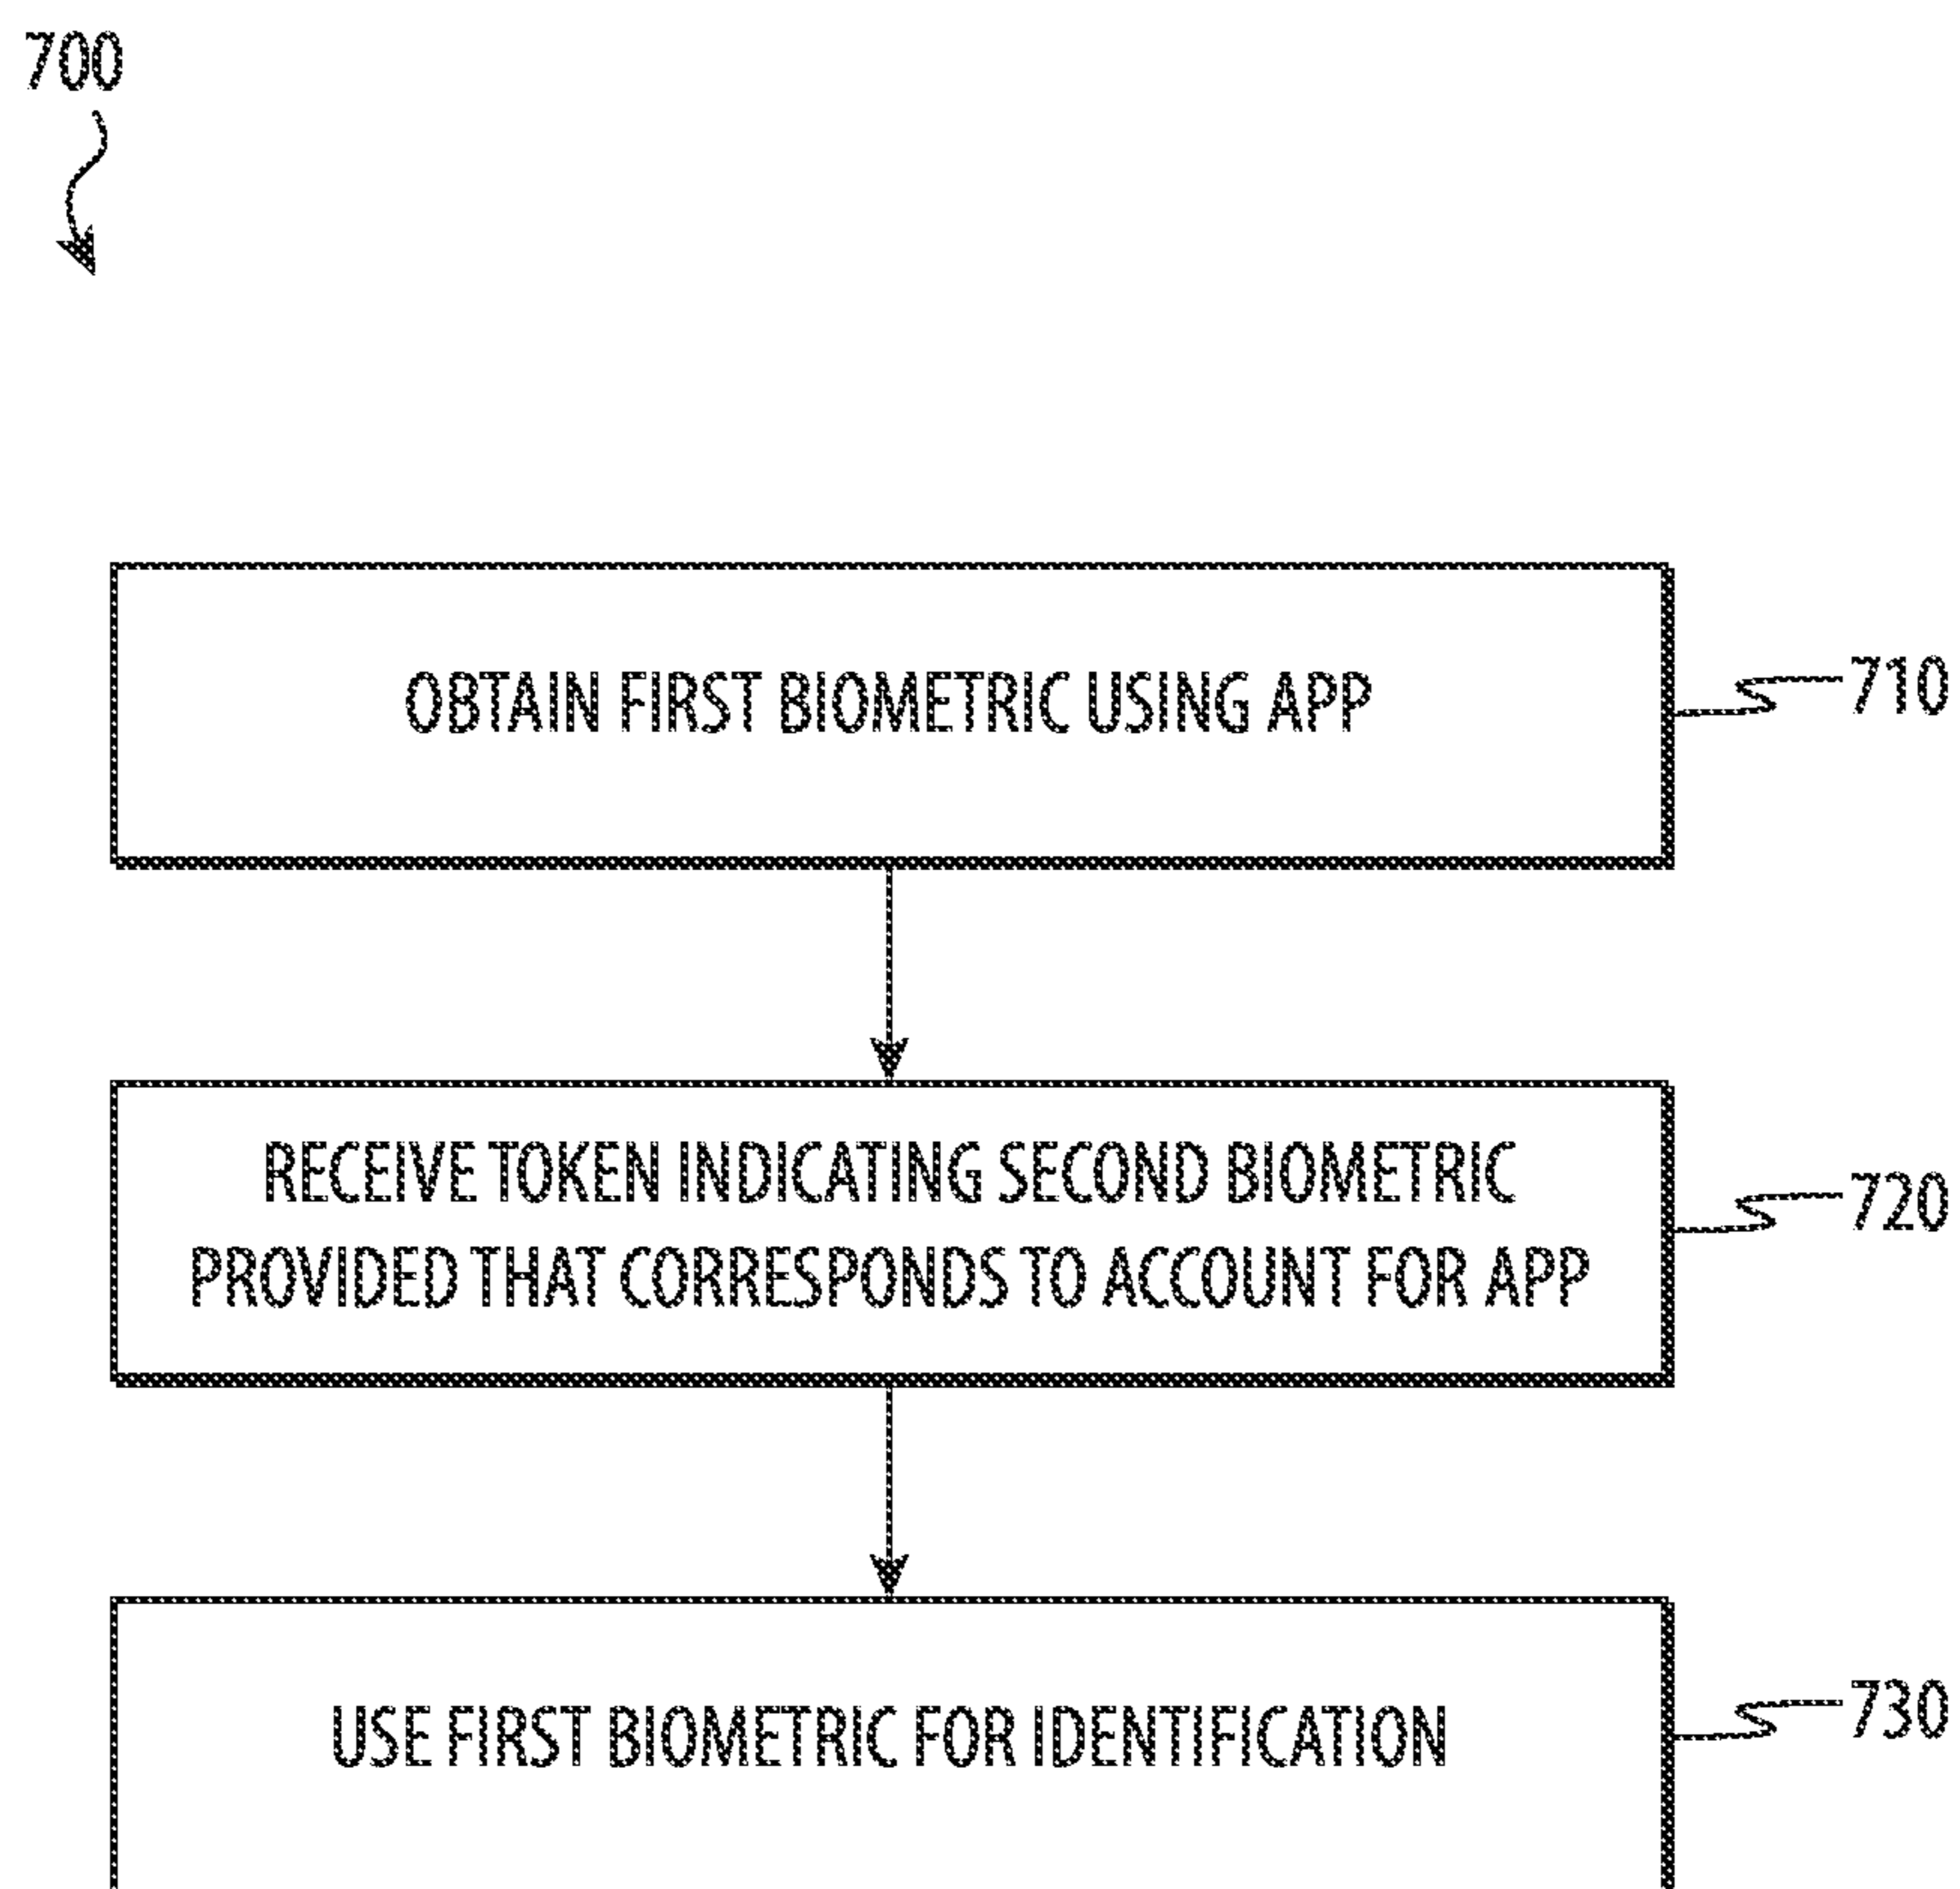 700
OBTAIN FIRST BIOMETRIC USING APP
710
RECEIVE TOKEN INDICATING SECOND BIOMETRIC
PROVIDED THAT CORRESPONDS TO ACCOUNT FOR APP
720
USE FIRST BIOMETRIC FOR IDENTIFICATION
730